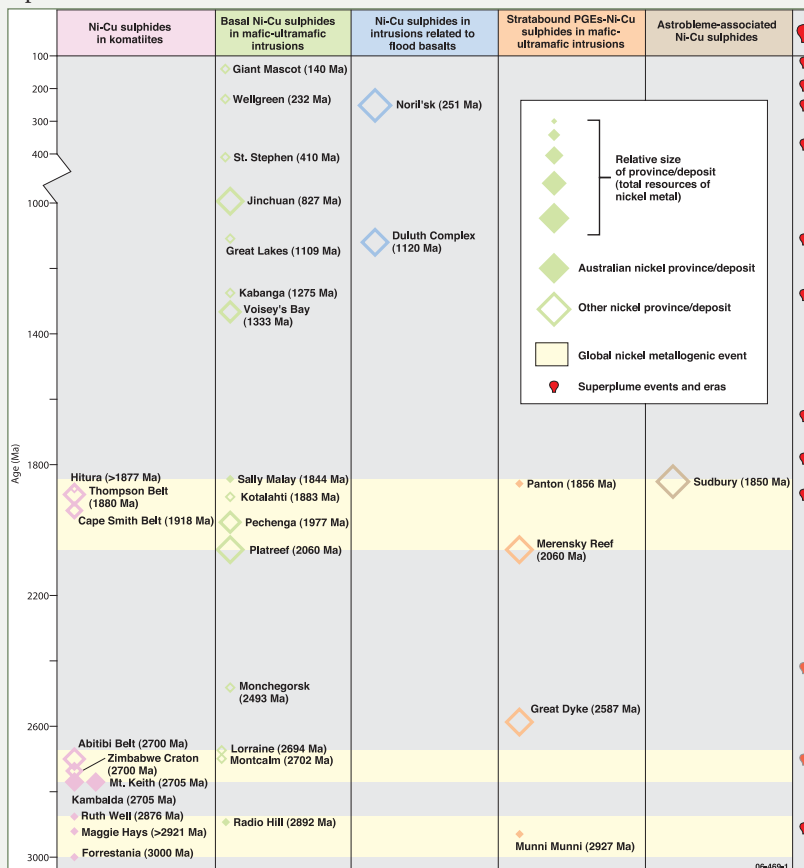 Ni-Cu sulphides
in komatiites
Basal Ni-Cu sulphides
in mafic-ultramafic
intrusions
Ni-Cu sulphides in
intrusions related to
flood basalts
Stratabound PGEs-Ni-Cu
sulphides in mafic-
ultramafic intrusions
Astrobleme-associated
Ni-Cu sulphides
100
200
300
400
1000
1400
1800
2200
2600
3000
Age (Ma)
Giant Mascot (140 Ma)
Wellgreen (232 Ma)
Noril'sk (251 Ma)
St. Stephen (410 Ma)
Jinchuan (827 Ma)
Great Lakes (1109 Ma)
Duluth Complex
(1120 Ma)
Kabanga (1275 Ma)
Voisey's Bay
(1333 Ma)
Relative size
of province/deposit
(total resources of
nickel metal)
Australian nickel province/deposit
Other nickel province/deposit
Global nickel metallogenic event
Superplume events and eras
Hitura (>1877 Ma)
Thompson Belt
(1880 Ma)
Cape Smith Belt (1918 Ma)
Sally Malay (1844 Ma)
Kotalahti (1883 Ma)
Pechenga (1977 Ma)
Platreef (2060 Ma)
Panton (1856 Ma)
Merensky Reef
(2060 Ma)
Sudbury (1850 Ma)
Monchegorsk
(2493 Ma)
Great Dyke (2587 Ma)
Abitibi Belt (2700 Ma)
Zimbabwe Craton
(2700 Ma)
Mt. Keith (2705 Ma)
Kambalda (2705 Ma)
Lorraine (2694 Ma)
Montcalm (2702 Ma)
Ruth Well (2876 Ma)
Maggie Hays (>2921 Ma)
Forrestania (3000 Ma)
Radio Hill (2892 Ma)
Munni Munni (2927 Ma)
06-469-1